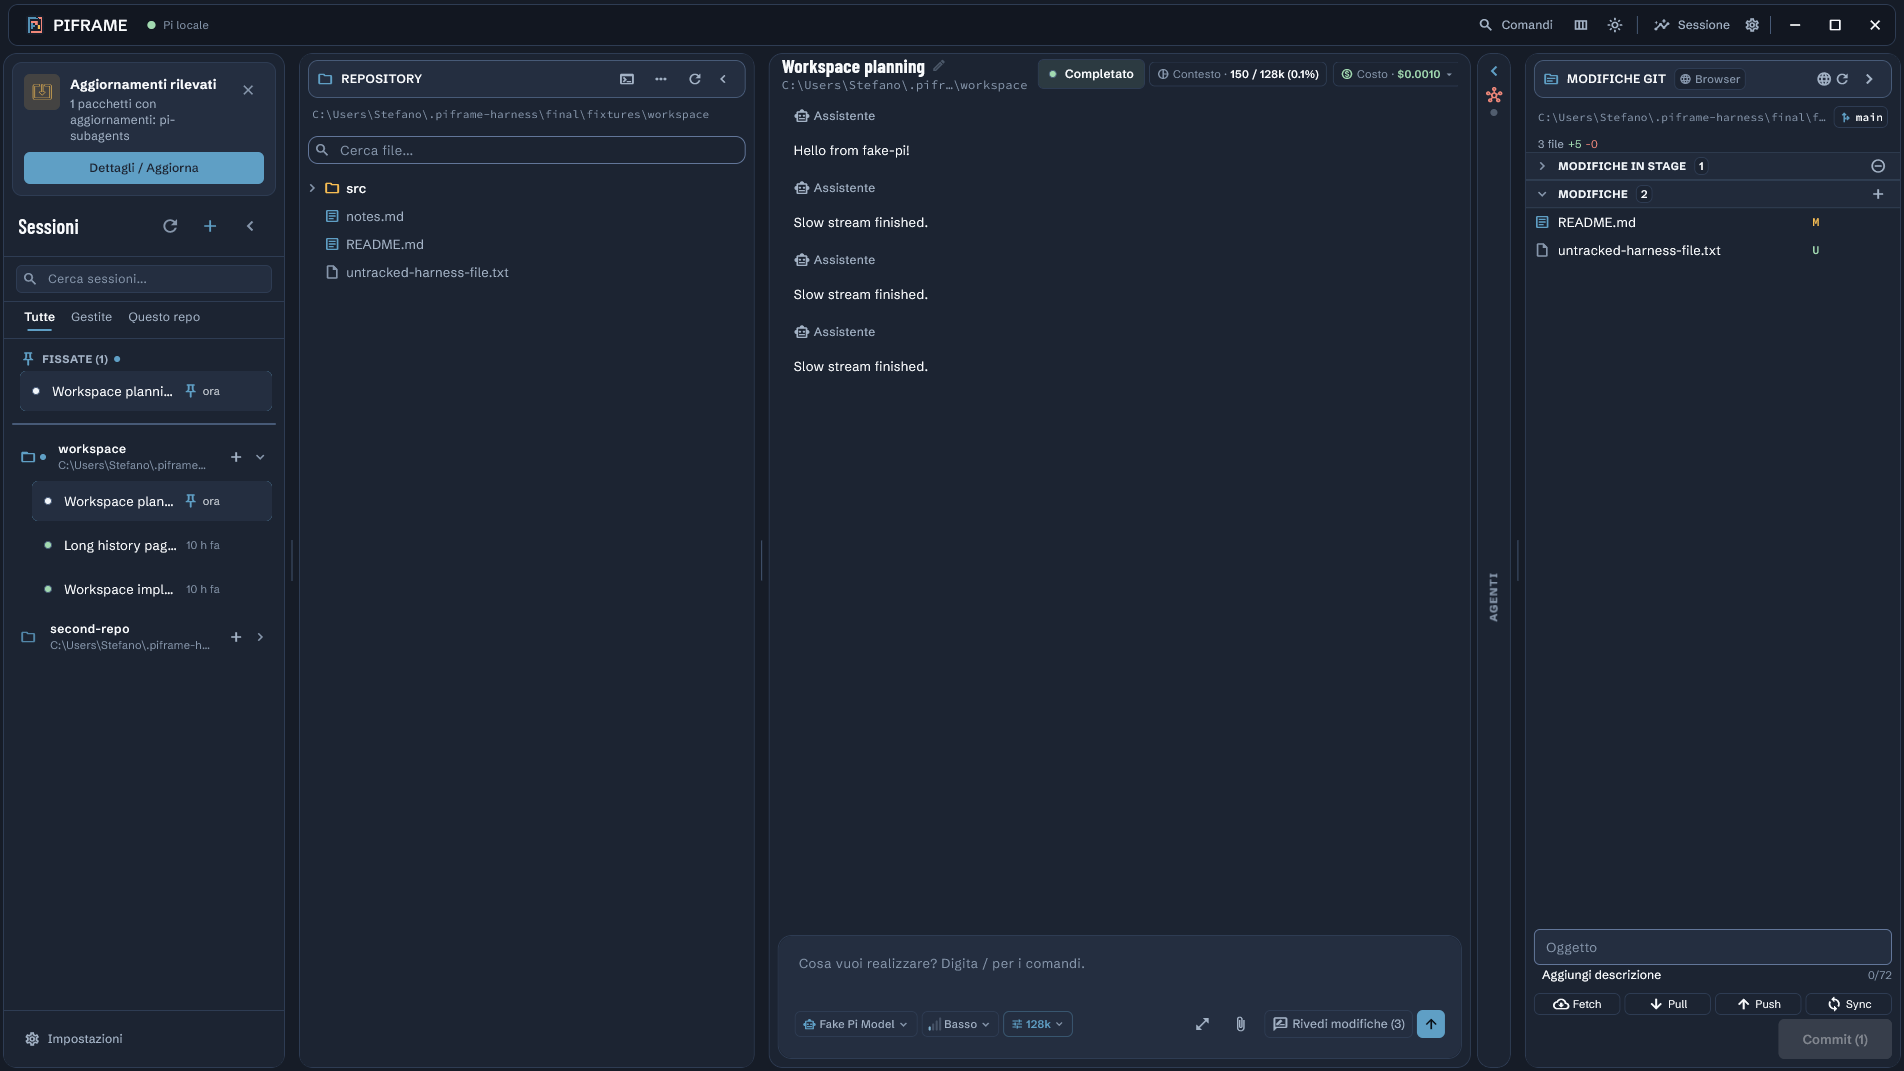 PIFRAME
Pi locale
Comandi
Sessione
Aggiornamenti rilevati
1 pacchetti con
aggiornamenti: pi-
subagents
Dettagli / Aggiorna
Sessioni
Cerca sessioni...
Tutte
Gestite
Questo repo
FISSATE (1)
Workspace planni...
ora
workspace
C:\Users\Stefano\.piframe...
Workspace plan...
ora
Long history pag...
10 h fa
Workspace impl...
10 h fa
second-repo
C:\Users\Stefano\.piframe-h...
Impostazioni
REPOSITORY
C:\Users\Stefano\.piframe-harness\final\fixtures\workspace
Cerca file...
src
notes.md
README.md
untracked-harness-file.txt
Workspace planning
C:\Users\Stefano\.pifr…\workspace
Completato
Contesto · 150 / 128k (0.1%)
Costo · $0.0010
Assistente
Hello from fake-pi!
Assistente
Slow stream finished.
Assistente
Slow stream finished.
Assistente
Slow stream finished.
Cosa vuoi realizzare? Digita / per i comandi.
Fake Pi Model
Basso
128k
Rivedi modifiche (3)
AGENTI
MODIFICHE GIT
Browser
C:\Users\Stefano\.piframe-harness\final\f…
main
3 file +5 -0
MODIFICHE IN STAGE 1
MODIFICHE 2
README.md M
untracked-harness-file.txt U
Oggetto
Aggiungi descrizione
0/72
Fetch
Pull
Push
Sync
Commit (1)